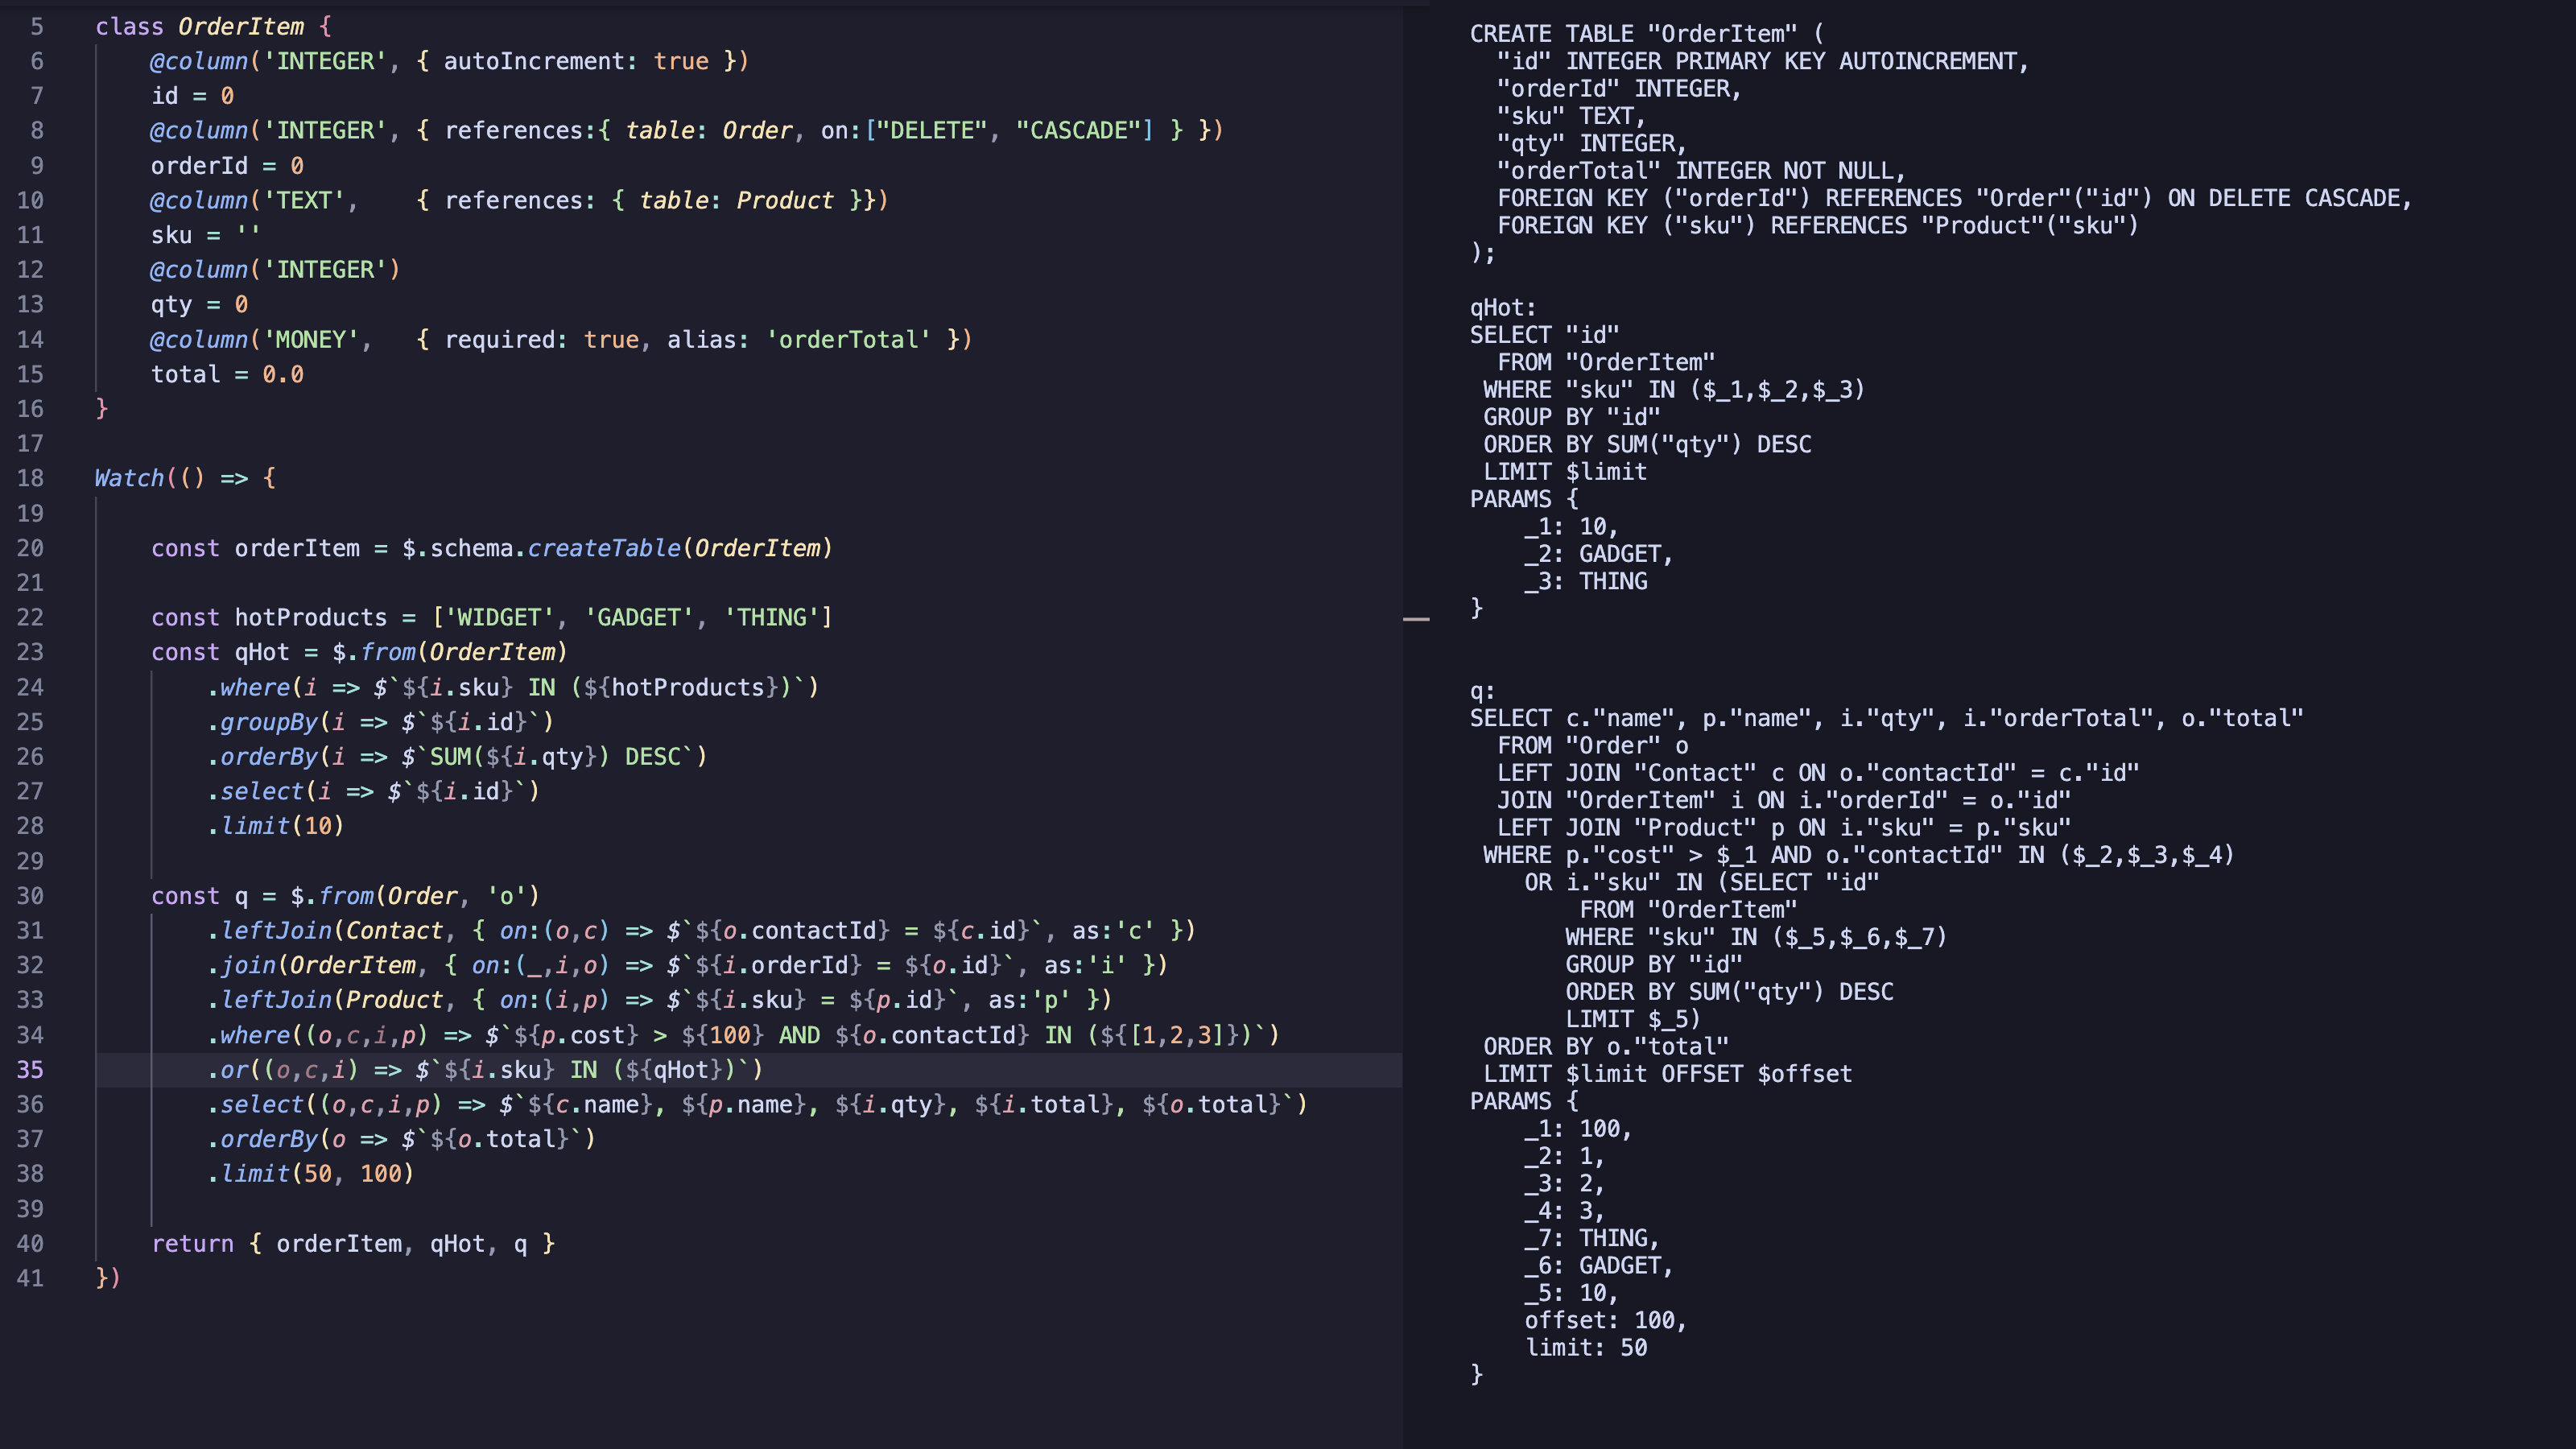 5 class OrderItem {
6     @column('INTEGER', { autoIncrement: true })
7     id = 0
8     @column('INTEGER', { references:{ table: Order, on:["DELETE", "CASCADE"] } })
9     orderId = 0
10     @column('TEXT',    { references: { table: Product }})
11     sku = ''
12     @column('INTEGER')
13     qty = 0
14     @column('MONEY',   { required: true, alias: 'orderTotal' })
15     total = 0.0
16 }
17
18 Watch(() => {
19
20     const orderItem = $.schema.createTable(OrderItem)
21
22     const hotProducts = ['WIDGET', 'GADGET', 'THING']
23     const qHot = $.from(OrderItem)
24         .where(i => $`${i.sku} IN (${hotProducts})`)
25         .groupBy(i => $`${i.id}`)
26         .orderBy(i => $`SUM(${i.qty}) DESC`)
27         .select(i => $`${i.id}`)
28         .limit(10)
29
30     const q = $.from(Order, 'o')
31         .leftJoin(Contact, { on:(o,c) => $`${o.contactId} = ${c.id}`, as:'c' })
32         .join(OrderItem, { on:(_,i,o) => $`${i.orderId} = ${o.id}`, as:'i' })
33         .leftJoin(Product, { on:(i,p) => $`${i.sku} = ${p.id}`, as:'p' })
34         .where((o,c,i,p) => $`${p.cost} > ${100} AND ${o.contactId} IN (${[1,2,3]})`)
35         .or((o,c,i) => $`${i.sku} IN (${qHot})`)
36         .select((o,c,i,p) => $`${c.name}, ${p.name}, ${i.qty}, ${i.total}, ${o.total}`)
37         .orderBy(o => $`${o.total}`)
38         .limit(50, 100)
39
40     return { orderItem, qHot, q }
41 })
CREATE TABLE "OrderItem" (
  "id" INTEGER PRIMARY KEY AUTOINCREMENT,
  "orderId" INTEGER,
  "sku" TEXT,
  "qty" INTEGER,
  "orderTotal" INTEGER NOT NULL,
  FOREIGN KEY ("orderId") REFERENCES "Order"("id") ON DELETE CASCADE,
  FOREIGN KEY ("sku") REFERENCES "Product"("sku")
);
qHot:
SELECT "id"
  FROM "OrderItem"
 WHERE "sku" IN ($_1,$_2,$_3)
 GROUP BY "id"
 ORDER BY SUM("qty") DESC
 LIMIT $limit
PARAMS {
    _1: 10,
    _2: GADGET,
    _3: THING
}
q:
SELECT c."name", p."name", i."qty", i."orderTotal", o."total"
  FROM "Order" o
  LEFT JOIN "Contact" c ON o."contactId" = c."id"
  JOIN "OrderItem" i ON i."orderId" = o."id"
  LEFT JOIN "Product" p ON i."sku" = p."sku"
 WHERE p."cost" > $_1 AND o."contactId" IN ($_2,$_3,$_4)
    OR i."sku" IN (SELECT "id"
        FROM "OrderItem"
       WHERE "sku" IN ($_5,$_6,$_7)
       GROUP BY "id"
       ORDER BY SUM("qty") DESC
       LIMIT $_5)
 ORDER BY o."total"
 LIMIT $limit OFFSET $offset
PARAMS {
    _1: 100,
    _2: 1,
    _3: 2,
    _4: 3,
    _7: THING,
    _6: GADGET,
    _5: 10,
    offset: 100,
    limit: 50
}